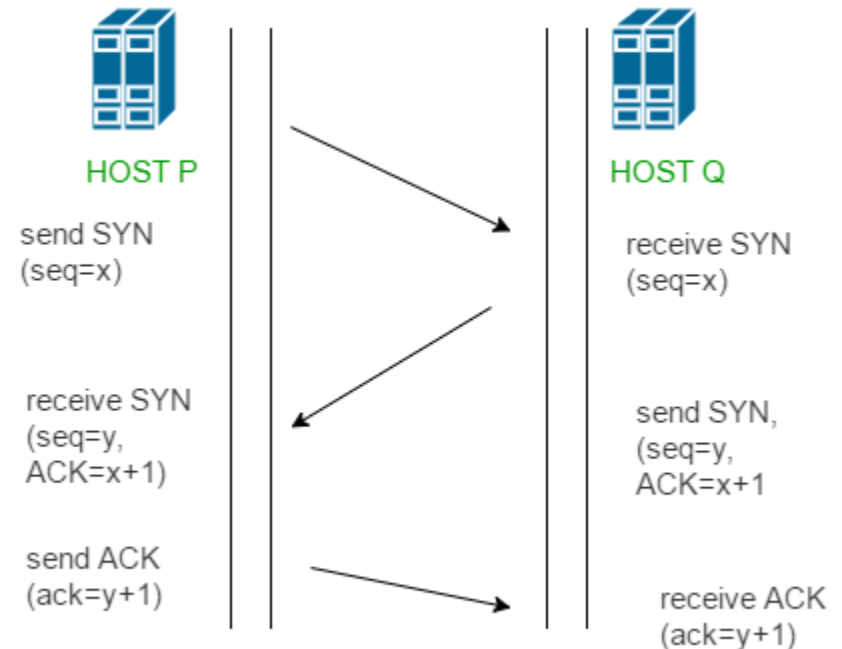 HOST P
HOST Q
send SYN
(seq=x)
receive SYN
(seq=x)
receive SYN
(seq=y,
ACK=x+1)
send SYN,
(seq=y,
ACK=x+1
send ACK
(ack=y+1)
receive ACK
(ack=y+1)